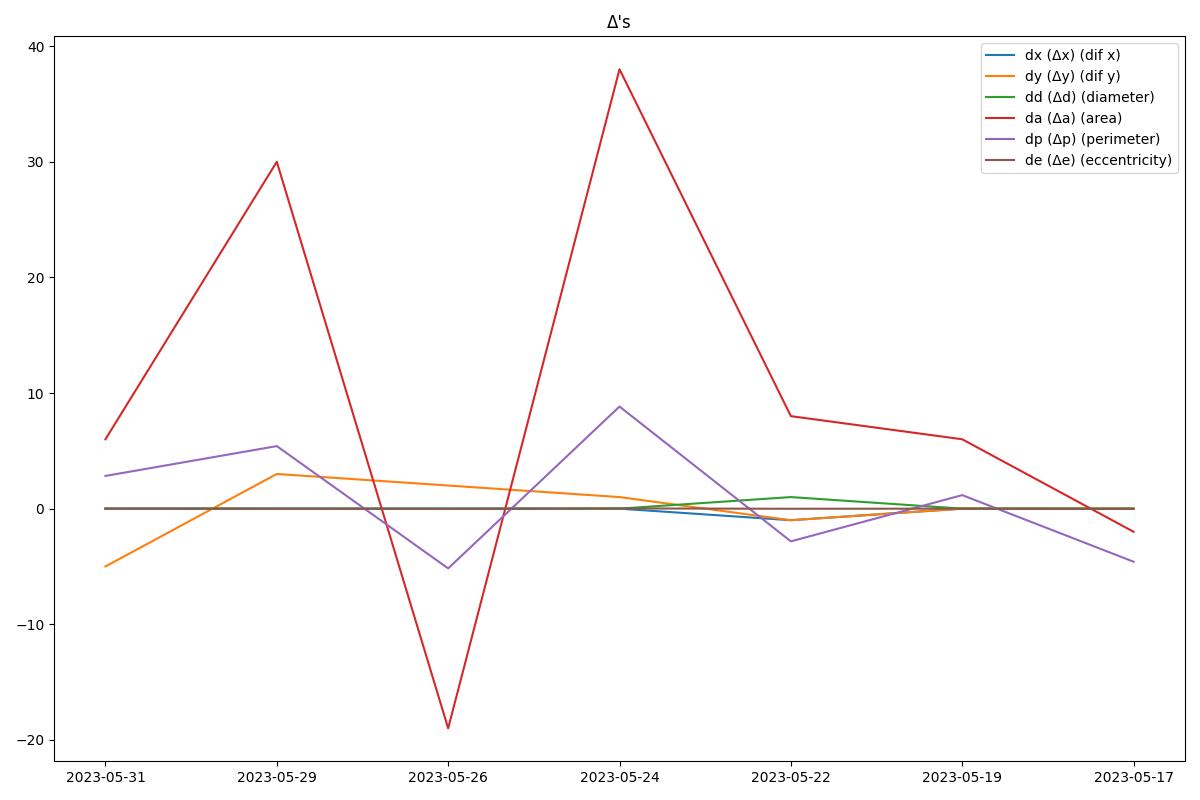 Δ's
dx (Δx) (dif x)
dy (Δy) (dif y)
dd (Δd) (diameter)
da (Δa) (area)
dp (Δp) (perimeter)
de (Δe) (eccentricity)
40
30
20
10
0
−10
−20
2023-05-31 2023-05-29 2023-05-26 2023-05-24 2023-05-22 2023-05-19 2023-05-17